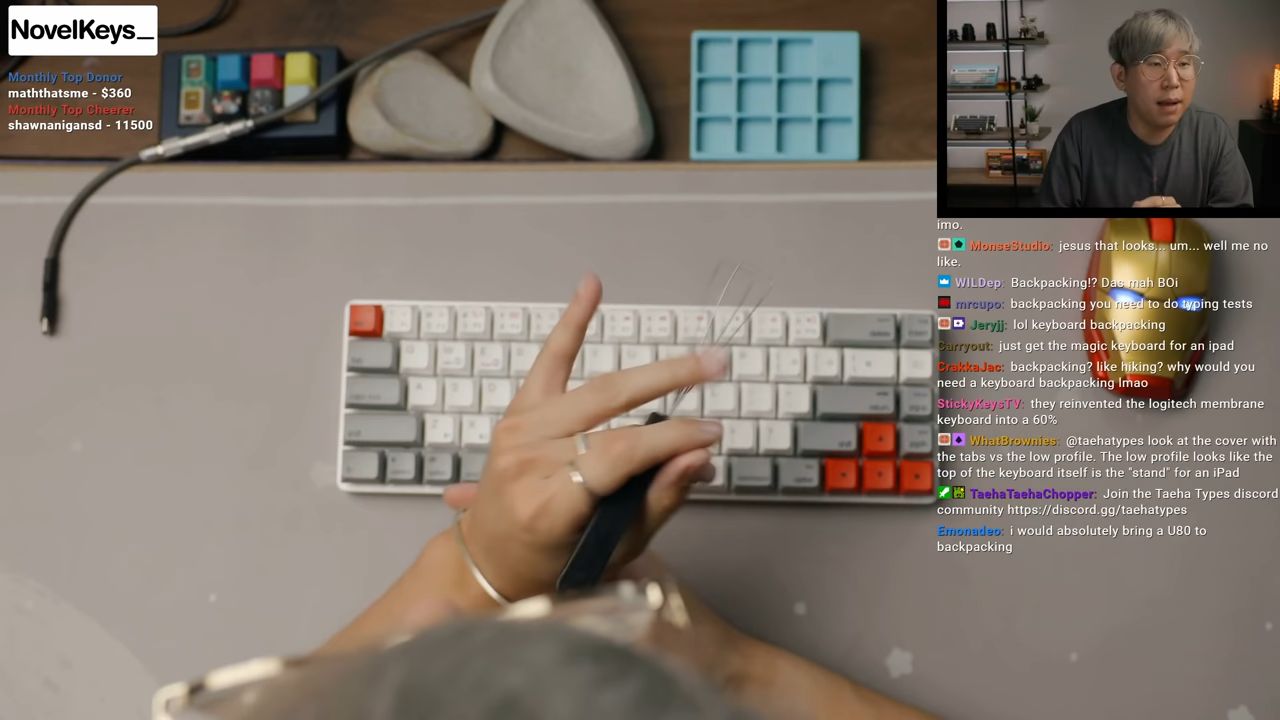 NovelKeys_
Monthly Top Donor
maththatsme - $360
Monthly Top Cheerer
shawnanigansd - 11500
imo.
MonseStudio: jesus that looks... um... well me no
like.
WILDep: Backpacking!? Das mah BOi
mrcupo: backpacking you need to do typing tests
Jeryjj: lol keyboard backpacking
Carryout: just get the magic keyboard for an ipad
CrakkaJac: backpacking? like hiking? why would you
need a keyboard backpacking lmao
StickyKeysTV: they reinvented the logitech membrane
keyboard into a 60%
WhatBrownies: @taehatypes look at the cover with
the tabs vs the low profile. The low profile looks like the
top of the keyboard itself is the "stand" for an iPad
TaehaTaehaChopper: Join the Taeha Types discord
community https://discord.gg/taehatypes
Emonadeo: i would absolutely bring a U80 to
backpacking